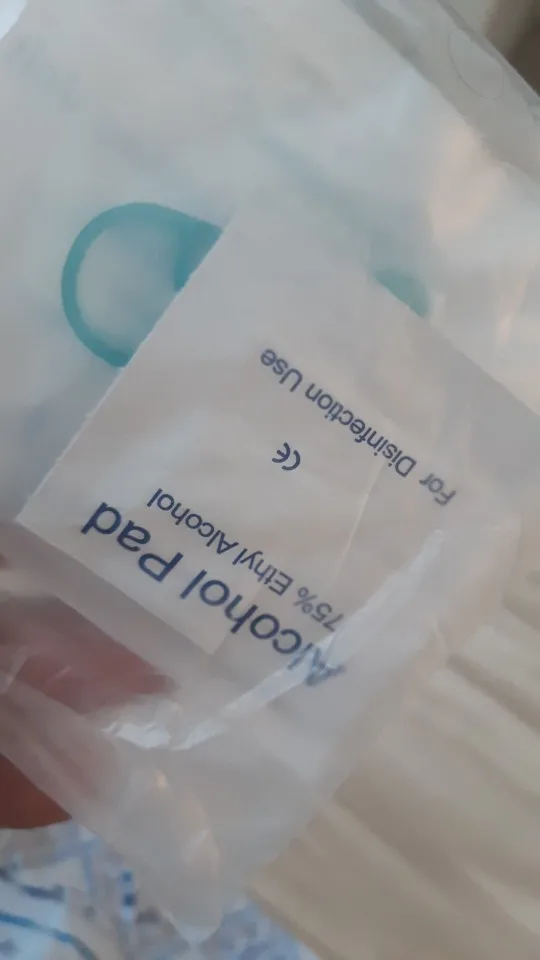 Alcohol Pad
75% Ethyl Alcohol
CE
For Disinfection Use